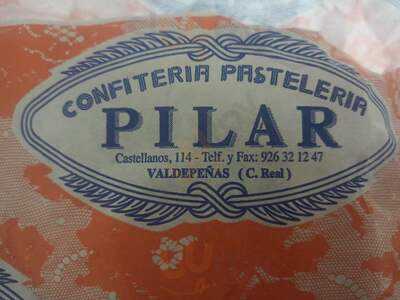 CONFITERIA PASTELERIA
PILAR
Castellanos, 114 - Telf. y Fax: 926 32 12 47
VALDEPEÑAS (C. Real)